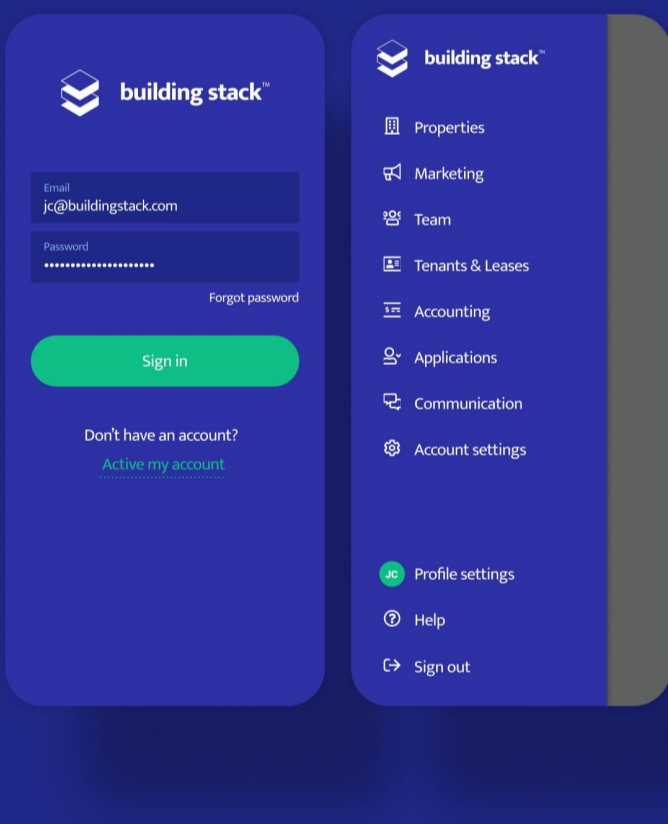 building stack™
Email
jc@buildingstack.com
Password
•••••••••••••••••••••
Forgot password
Sign in
Don't have an account?
Active my account
building stack™
Properties
Marketing
Team
Tenants & Leases
Accounting
Applications
Communication
Account settings
JC Profile settings
Help
Sign out